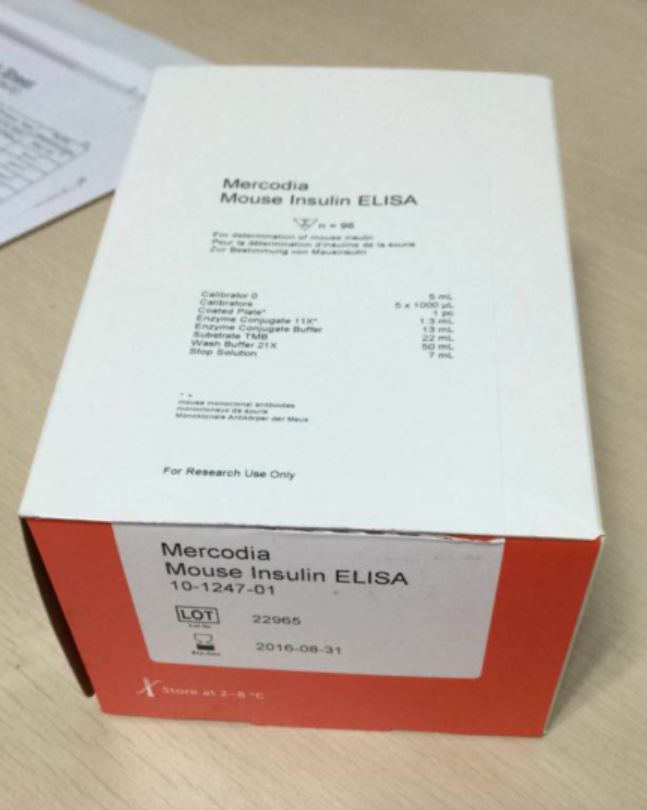 Mercodia
Mouse Insulin ELISA
n = 96
For determination of mouse insulin
Pour la détermination d'insuline de la souris
Zur Bestimmung von Mausinsulin
Calibrator 0 5 mL
Calibrators 5 x 1000 µL
Coated Plate* 1 pc
Enzyme Conjugate 11X* 1.3 mL
Enzyme Conjugate Buffer 13 mL
Substrate TMB 22 mL
Wash Buffer 21X 50 mL
Stop Solution 7 mL
* =
mouse monoclonal antibodies
monoclonaux de souris
Monoklonale Antikörper der Maus
For Research Use Only
Mercodia
Mouse Insulin ELISA
10-1247-01
LOT 22965
Lot No.
2016-08-31
Exp.date
Store at 2–8 °C